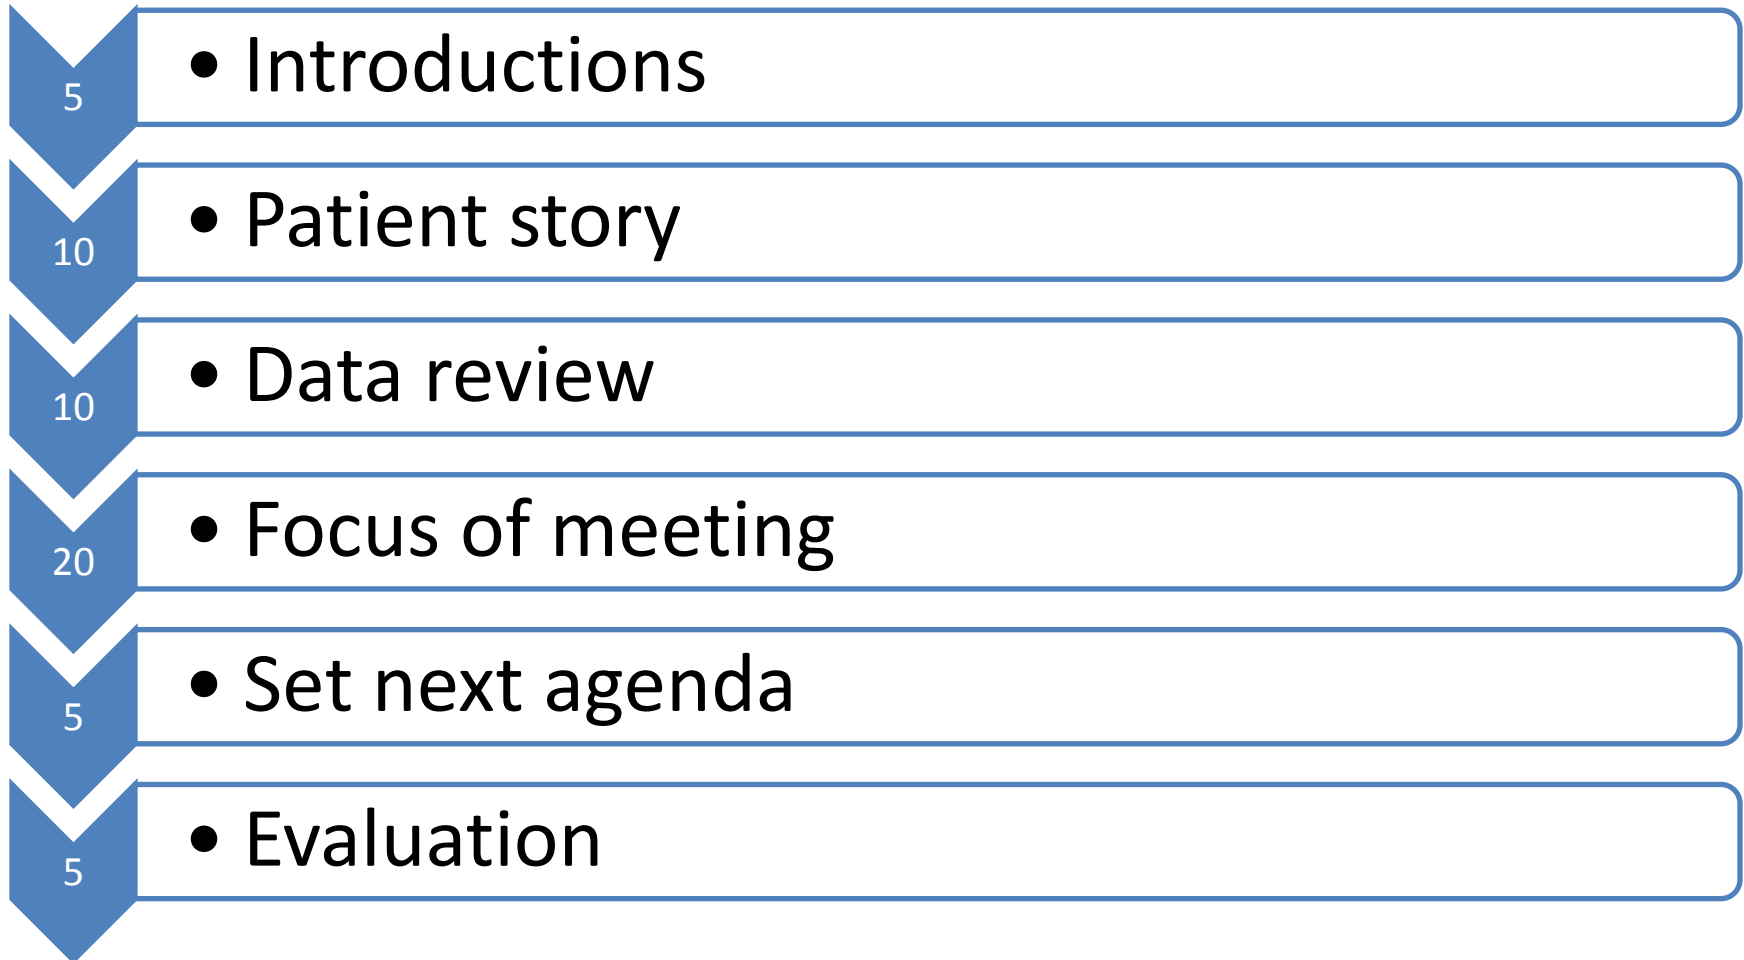 5
• Introductions
10
• Patient story
10
• Data review
20
• Focus of meeting
5
• Set next agenda
5
• Evaluation